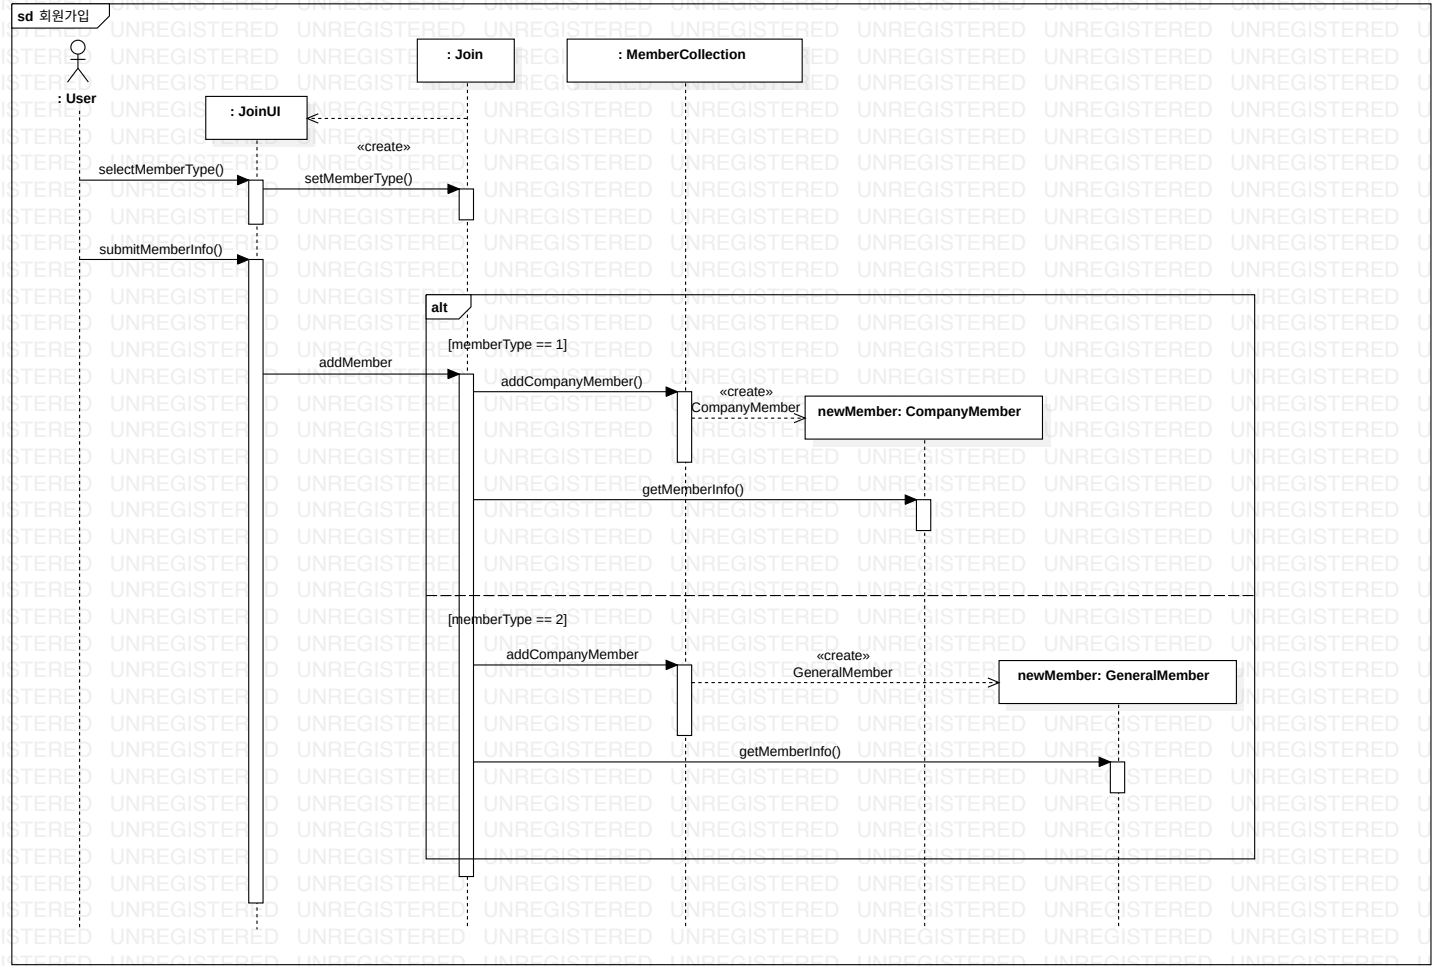 sd 회원가입
: User
: JoinUI
: Join
: MemberCollection
«create»
selectMemberType()
setMemberType()
submitMemberInfo()
alt
[memberType == 1]
addMember
addCompanyMember()
«create»
CompanyMember
newMember: CompanyMember
getMemberInfo()
[memberType == 2]
addCompanyMember
«create»
GeneralMember
newMember: GeneralMember
getMemberInfo()
UNREGISTERED